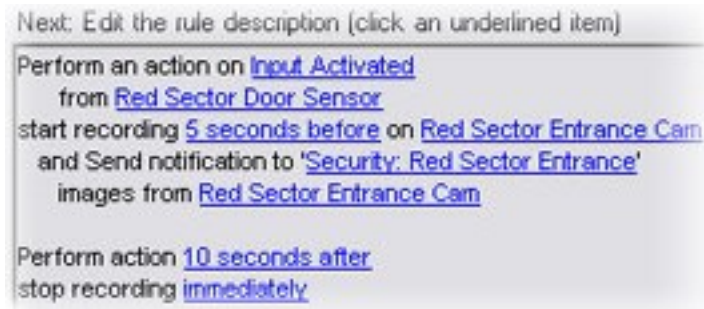 Next: Edit the rule description (click an underlined item)
Perform an action on Input Activated
from Red Sector Door Sensor
start recording 5 seconds before on Red Sector Entrance Cam
and Send notification to 'Security: Red Sector Entrance'
images from Red Sector Entrance Cam
Perform action 10 seconds after
stop recording immediately